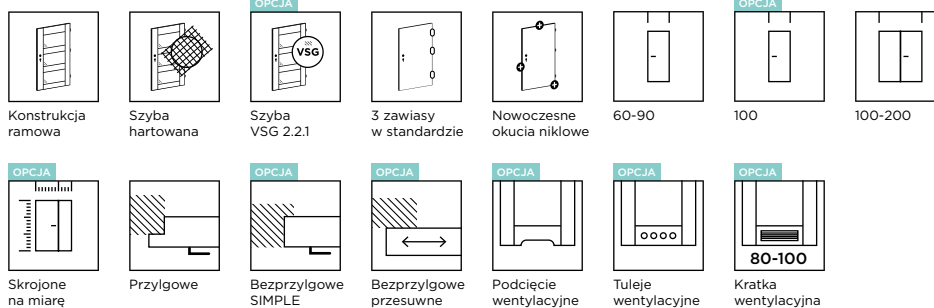 OPCJA
OPCJA
VSG
Konstrukcja
ramowa
Szyba
hartowana
Szyba
VSG 2.2.1
3 zawiasy
w standardzie
Nowoczesne
okucia niklowe
60-90
100
100-200
OPCJA
OPCJA
OPCJA
OPCJA
OPCJA
OPCJA
80-100
Skrojone
na miarę
Przylgowe
Bezprzylgowe
SIMPLE
Bezprzylgowe
przesuwne
Podcięcie
wentylacyjne
Tuleje
wentylacyjne
Kratka
wentylacyjna